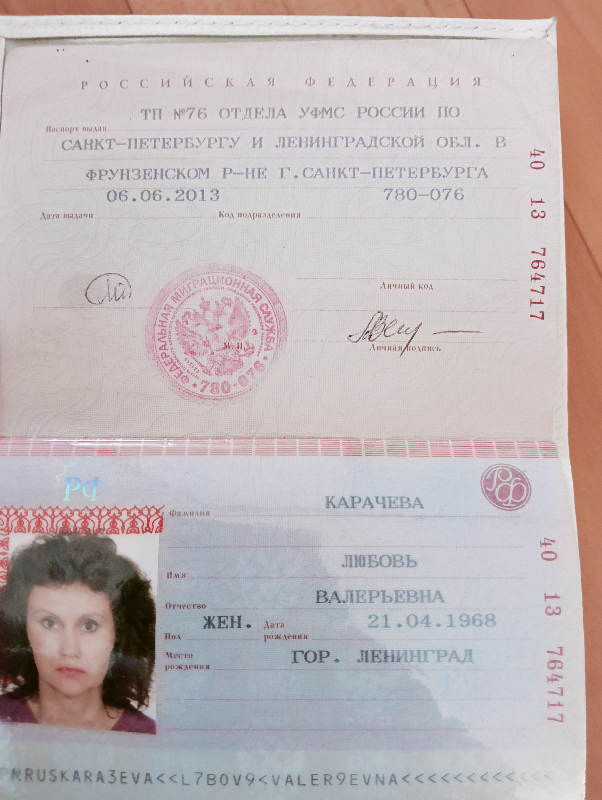 РОССИЙСКАЯ ФЕДЕРАЦИЯ
ТП №76 ОТДЕЛА УФМС РОССИИ ПО
Паспорт выдан
САНКТ-ПЕТЕРБУРГУ И ЛЕНИНГРАДСКОЙ ОБЛ. В
ФРУНЗЕНСКОМ Р-НЕ Г.САНКТ-ПЕТЕРБУРГА
06.06.2013 780-076
Дата выдачи Код подразделения
40 13 764717
Личный код
ФЕДЕРАЛЬНАЯ МИГРАЦИОННАЯ СЛУЖБА
780-076
М.П.
Личная подпись
РФ
Фамилия КАРАЧЕВА
Имя ЛЮБОВЬ
Отчество ВАЛЕРЬЕВНА
Пол ЖЕН. Дата рождения 21.04.1968
Место рождения ГОР. ЛЕНИНГРАД
40 13 764717
PNRUSKARA3EVA<<L7BOV9<VALER9EVNA<<<<<<<<<<<<